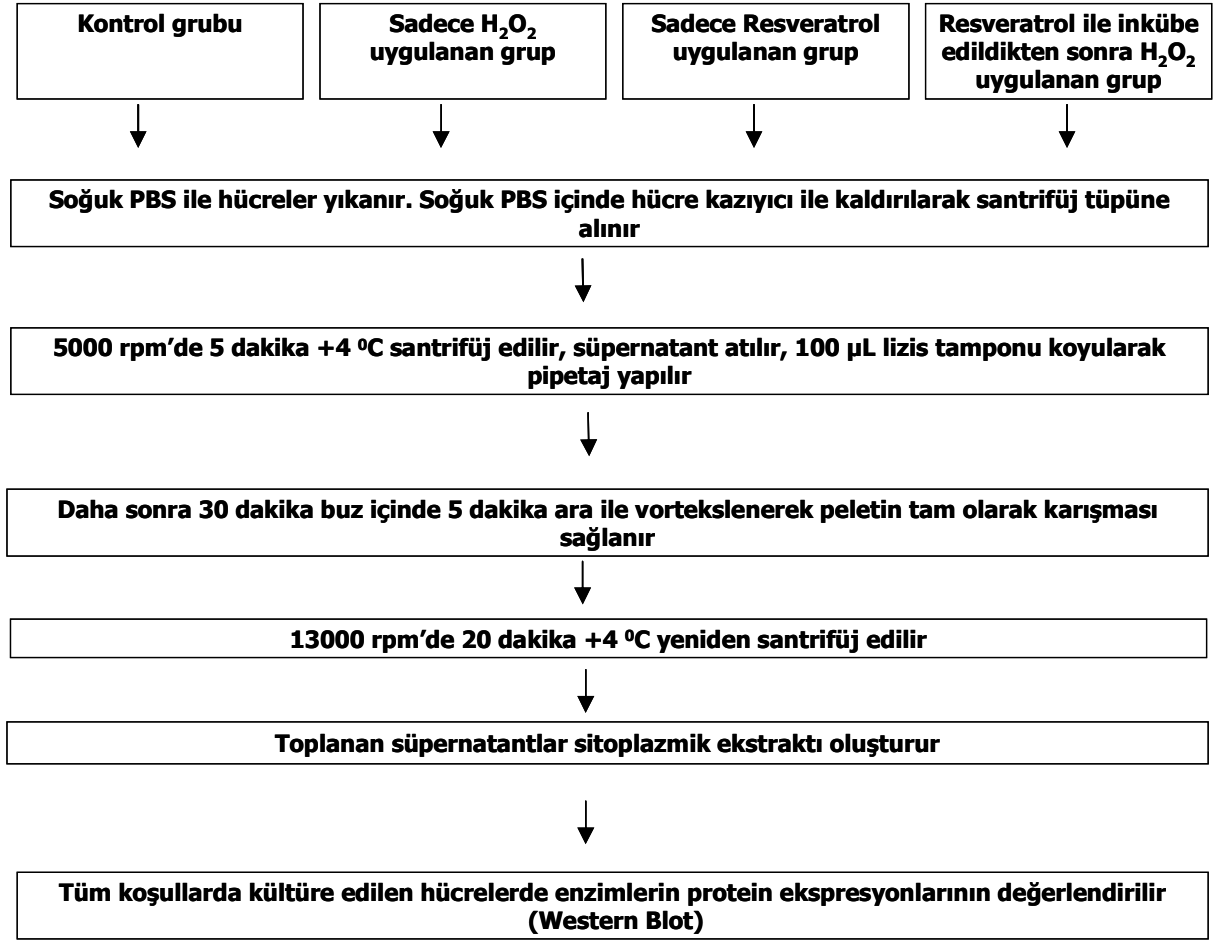 Kontrol grubu
Sadece H₂O₂
uygulanan grup
Sadece Resveratrol
uygulanan grup
Resveratrol ile inkübe
edildikten sonra H₂O₂
uygulanan grup
Soğuk PBS ile hücreler yıkanır. Soğuk PBS içinde hücre kazıyıcı ile kaldırılarak santrifüj tüpüne
alınır
5000 rpm’de 5 dakika +4 ⁰C santrifüj edilir, süpernatant atılır, 100 µL lizis tamponu koyularak
pipetaj yapılır
Daha sonra 30 dakika buz içinde 5 dakika ara ile vortekslenerek peletin tam olarak karışması
sağlanır
13000 rpm’de 20 dakika +4 ⁰C yeniden santrifüj edilir
Toplanan süpernatantlar sitoplazmik ekstraktı oluşturur
Tüm koşullarda kültüre edilen hücrelerde enzimlerin protein ekspresyonlarının değerlendirilir
(Western Blot)